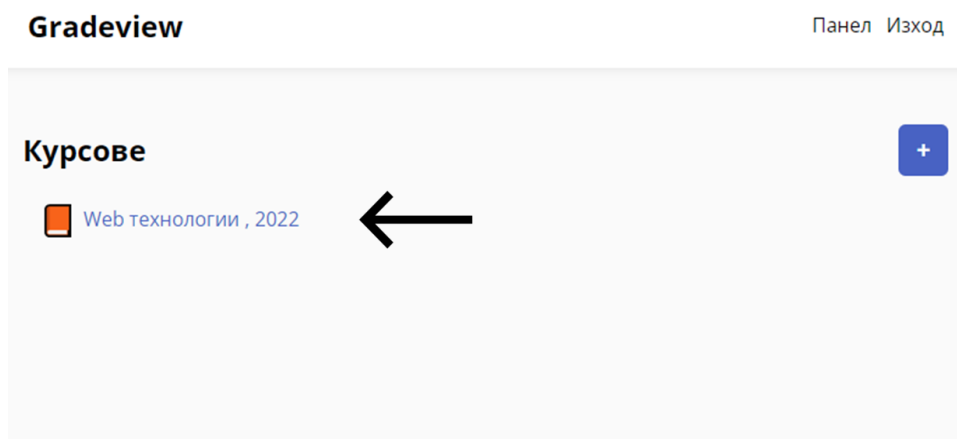 Gradeview
Панел Изход
Курсове
+
Web технологии , 2022